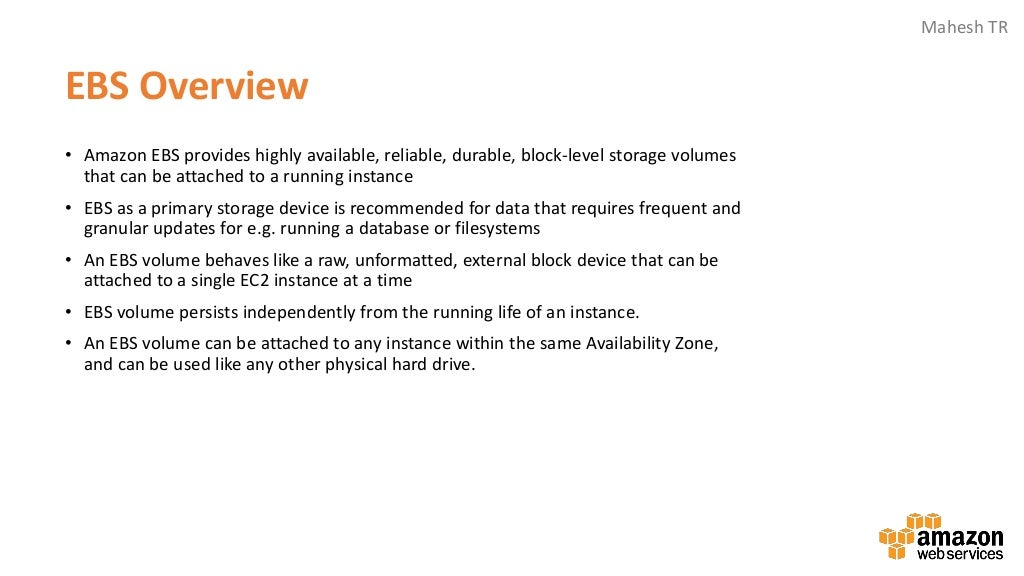 Mahesh TR
EBS Overview
• Amazon EBS provides highly available, reliable, durable, block-level storage volumes
that can be attached to a running instance
• EBS as a primary storage device is recommended for data that requires frequent and
granular updates for e.g. running a database or filesystems
• An EBS volume behaves like a raw, unformatted, external block device that can be
attached to a single EC2 instance at a time
• EBS volume persists independently from the running life of an instance.
• An EBS volume can be attached to any instance within the same Availability Zone,
and can be used like any other physical hard drive.
amazon
web services